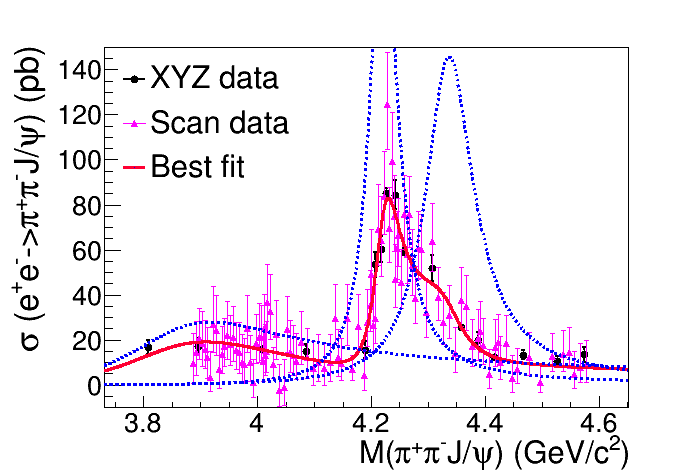 σ (e⁺e⁻->π⁺π⁻J/ψ) (pb)
140
120
100
80
60
40
20
0
XYZ data
Scan data
Best fit
3.8 4 4.2 4.4 4.6
M(π⁺π⁻J/ψ) (GeV/c²)